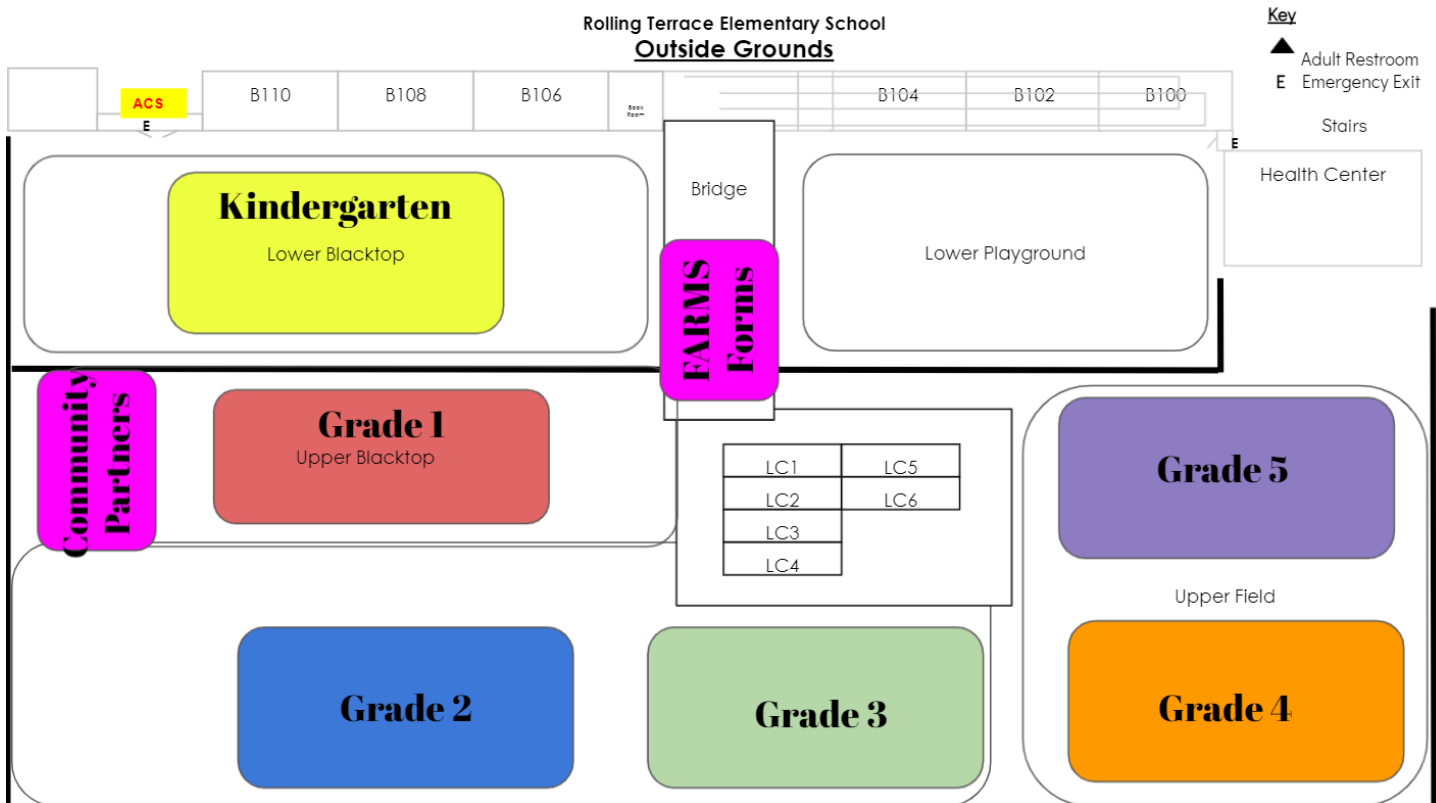 Rolling Terrace Elementary School
Outside Grounds
Key
Adult Restroom
E Emergency Exit
Stairs
ACS
E
B110
B108
B106
Book
Room
B104
B102
B100
E
Health Center
Kindergarten
Lower Blacktop
Bridge
FARMS
Forms
Lower Playground
Community
Partners
Grade 1
Upper Blacktop
LC1
LC5
LC2
LC6
LC3
LC4
Grade 5
Upper Field
Grade 2
Grade 3
Grade 4